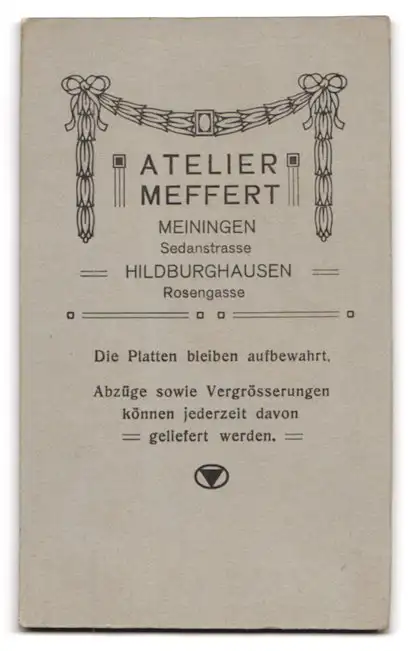 ATELIER
MEFFERT
MEININGEN
Sedanstrasse
HILDBURGHAUSEN
Rosengasse
Die Platten bleiben aufbewahrt.
Abzüge sowie Vergrösserungen
können jederzeit davon
geliefert werden.